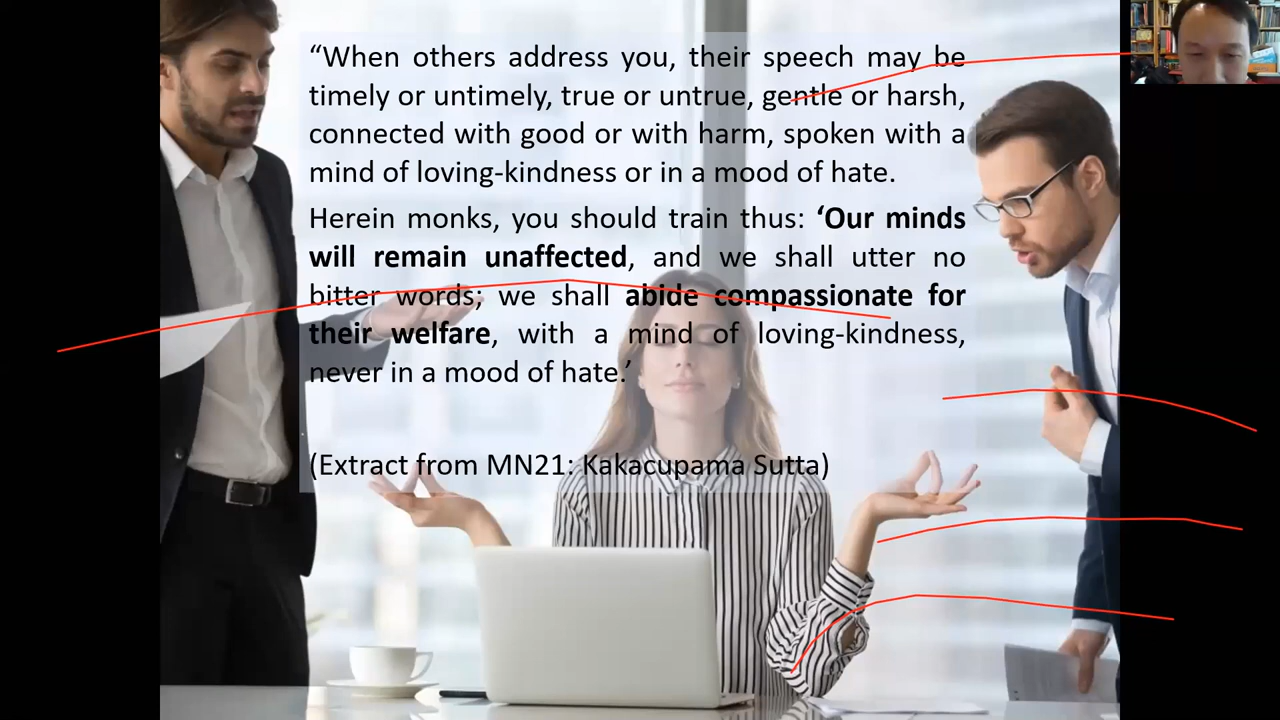 “When others address you, their speech may be
timely or untimely, true or untrue, gentle or harsh,
connected with good or with harm, spoken with a
mind of loving-kindness or in a mood of hate.
Herein monks, you should train thus: ‘Our minds
will remain unaffected, and we shall utter no
bitter words; we shall abide compassionate for
their welfare, with a mind of loving-kindness,
never in a mood of hate.’
(Extract from MN21: Kakacupama Sutta)